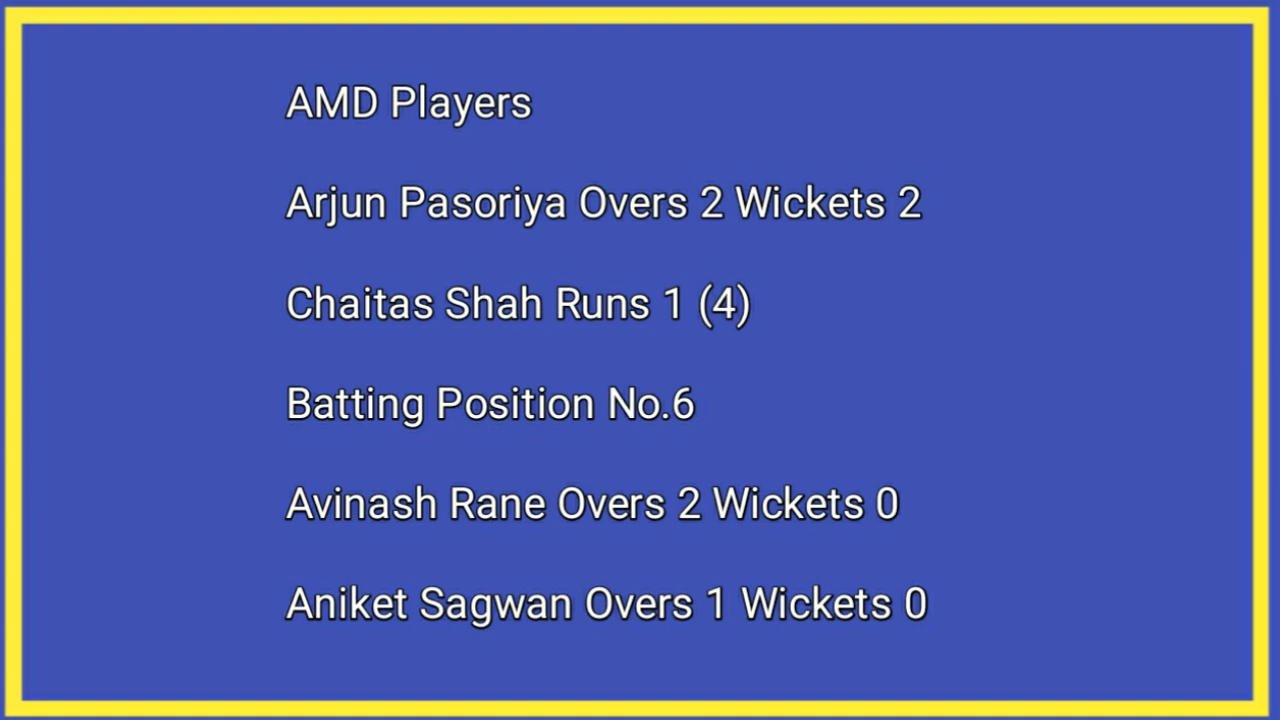 AMD Players
Arjun Pasoriya Overs 2 Wickets 2
Chaitas Shah Runs 1 (4)
Batting Position No.6
Avinash Rane Overs 2 Wickets 0
Aniket Sagwan Overs 1 Wickets 0